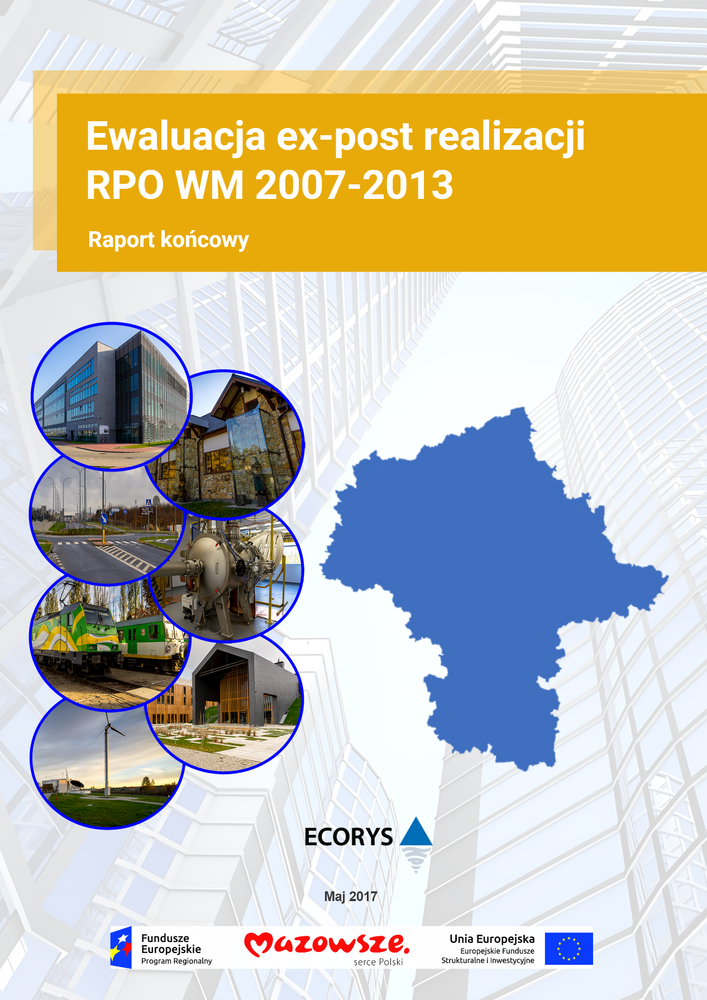 Ewaluacja ex-post realizacji
RPO WM 2007-2013
Raport końcowy
ECORYS
Maj 2017
Fundusze
Europejskie
Program Regionalny
Mazowsze.
serce Polski
Unia Europejska
Europejskie Fundusze
Strukturalne i Inwestycyjne